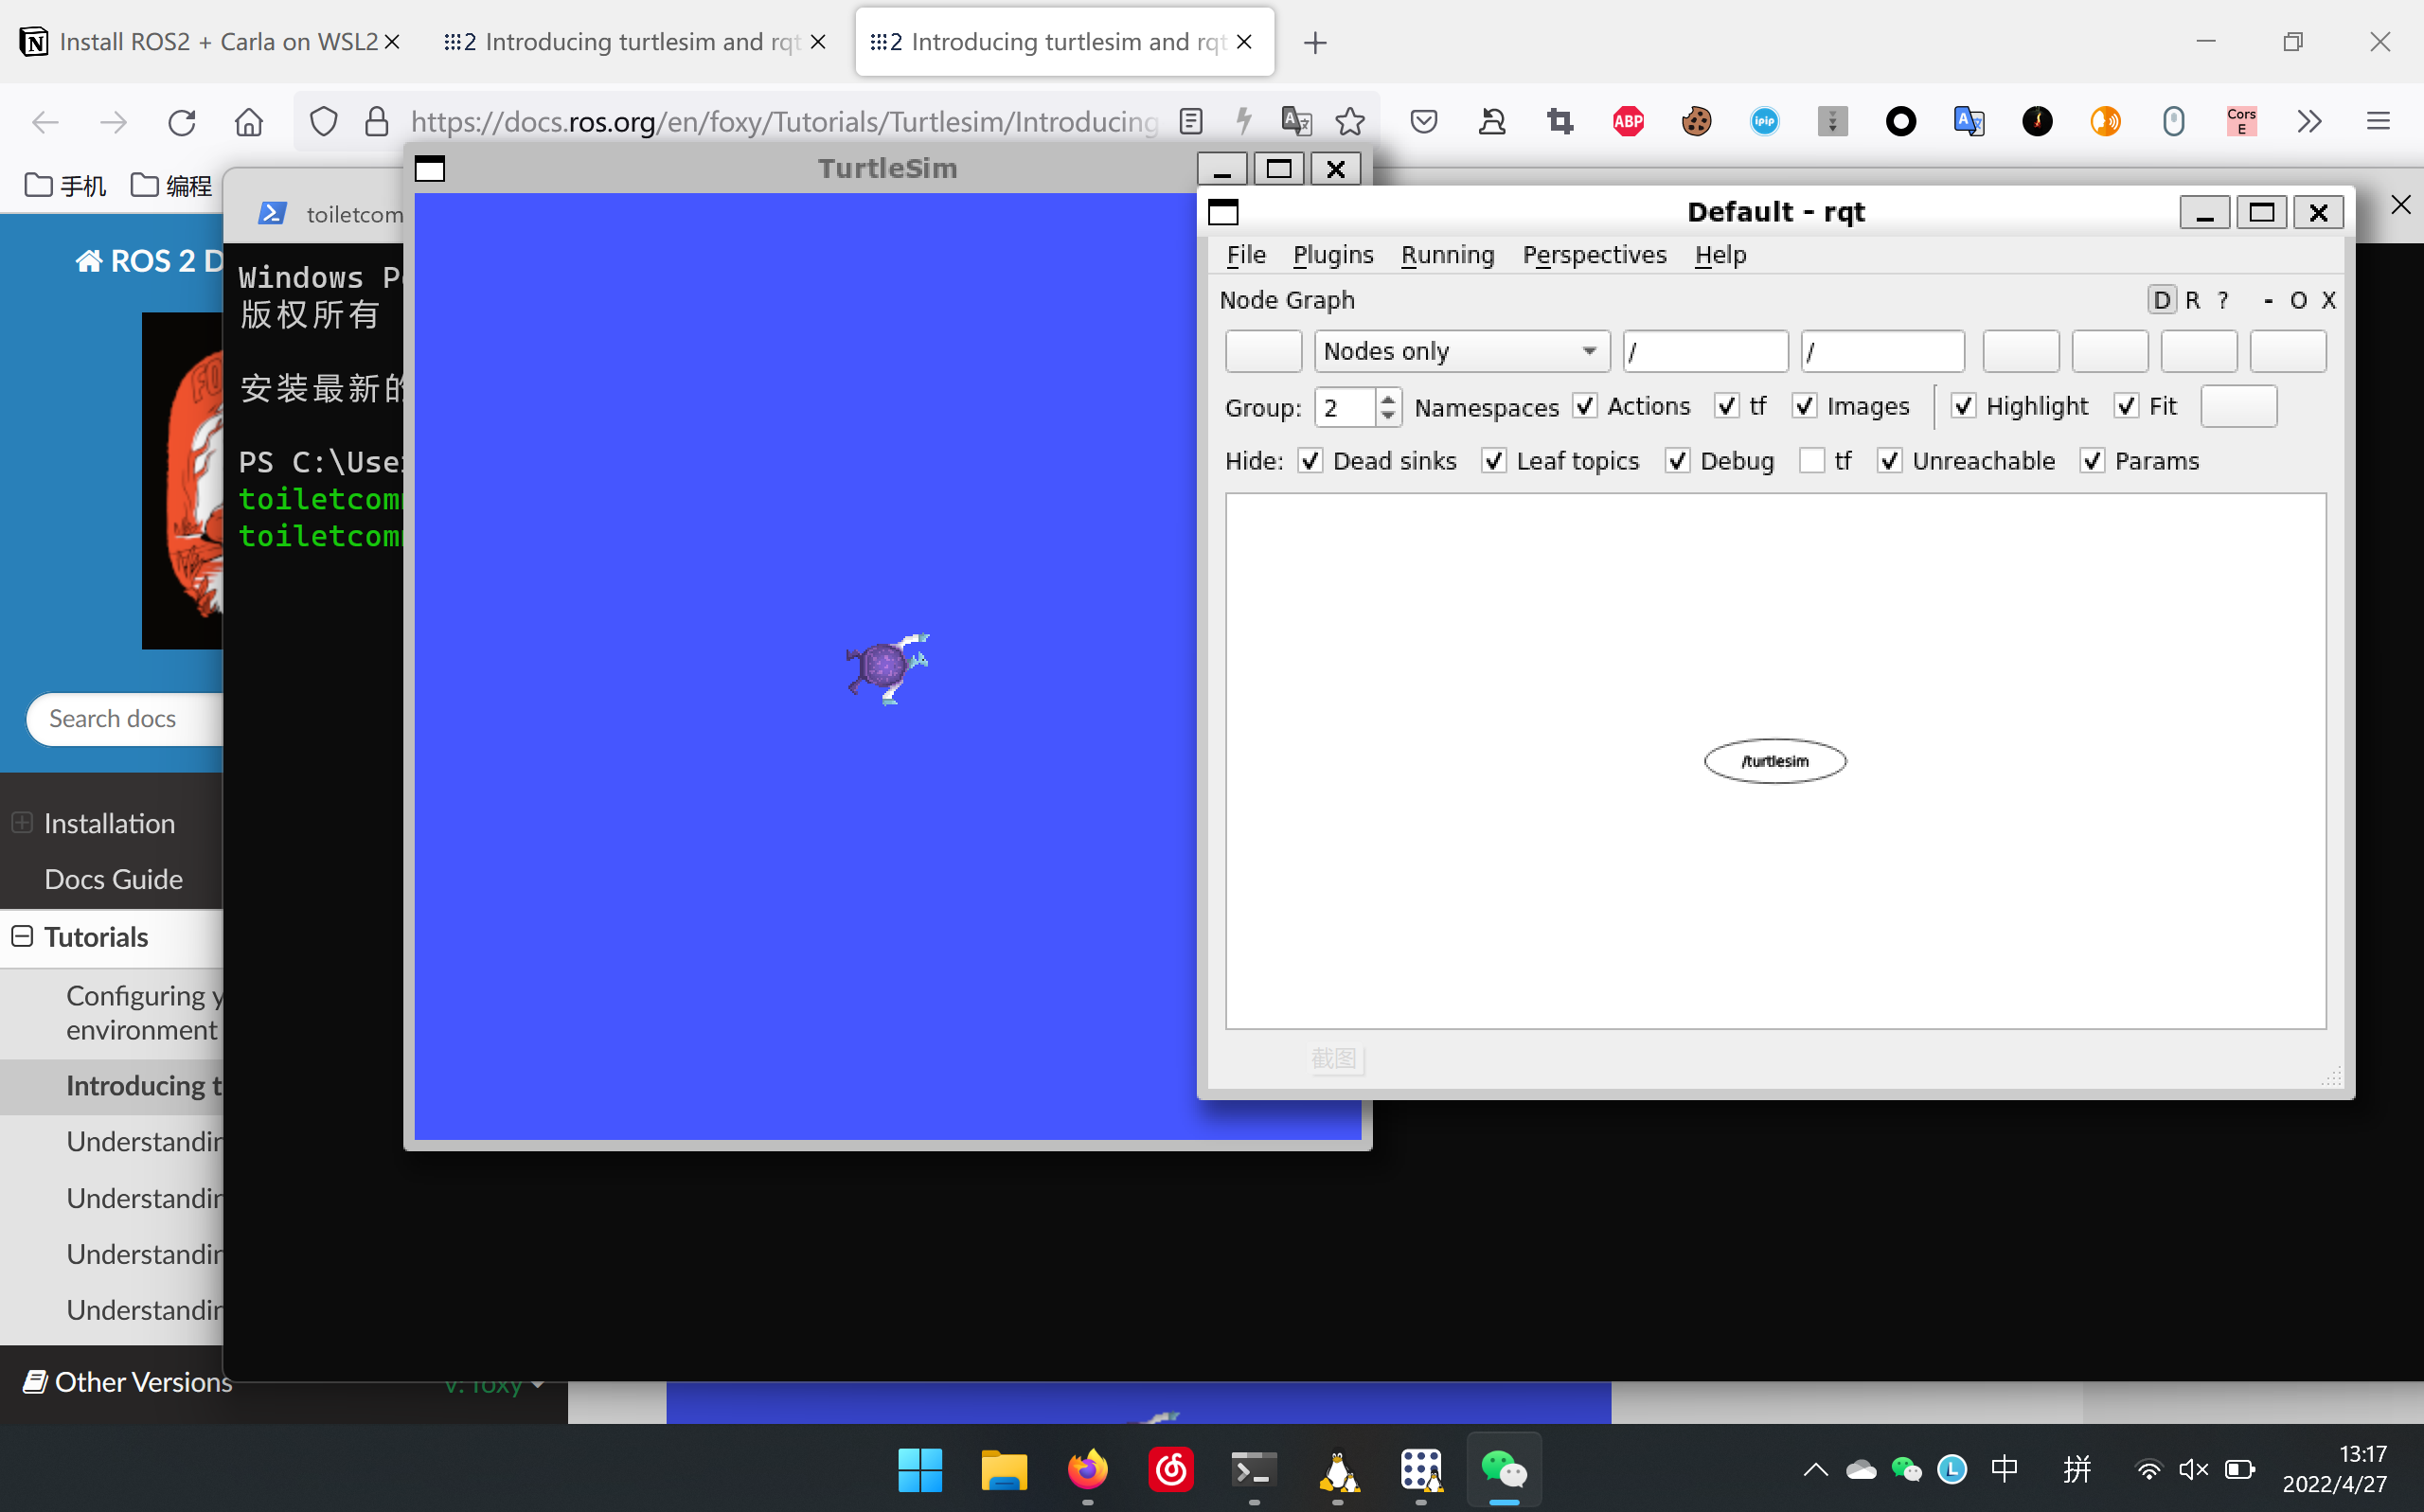 Install ROS2 + Carla on WSL2
Introducing turtlesim and rqt
Introducing turtlesim and rqt
https://docs.ros.org/en/foxy/Tutorials/Turtlesim/Introducing
ABP
ipip
Cors
E
手机
编程
TurtleSim
Default - rqt
toiletcom
ROS 2 D
Windows P
版权所有
安装最新的
PS C:\Use
toiletcom
toiletcom
File Plugins Running Perspectives Help
Node Graph
D R ? - O X
Nodes only
/
/
Group: 2 Namespaces Actions tf Images Highlight Fit
Hide: Dead sinks Leaf topics Debug tf Unreachable Params
/turtlesim
截图
Search docs
Installation
Docs Guide
Tutorials
Configuring y
environment
Introducing t
Understandin
Understandin
Understandin
Understandin
Other Versions
v: foxy
中
拼
13:17
2022/4/27